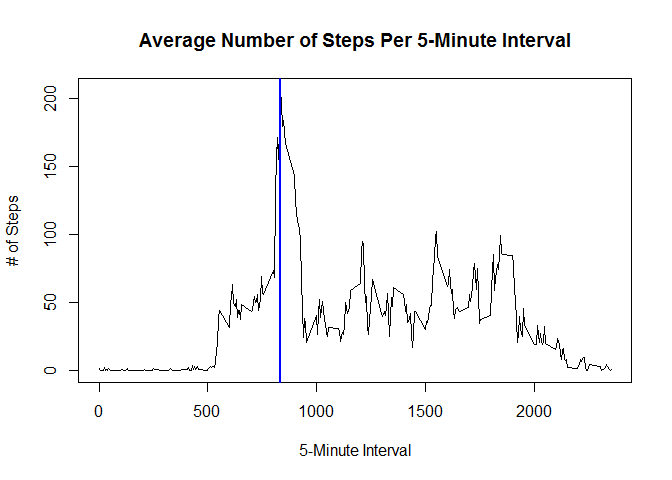 Average Number of Steps Per 5-Minute Interval
# of Steps
200
150
100
50
0
0 500 1000 1500 2000
5-Minute Interval